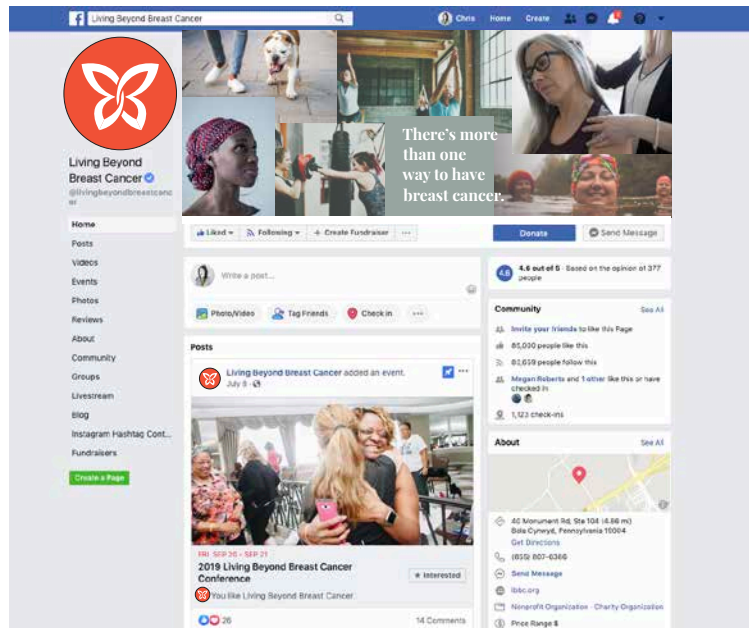 Living Beyond Breast Cancer
Chris
Home
Create
There's more
than one
way to have
breast cancer.
Living Beyond
Breast Cancer
@livingbeyondbreastcanc
er
Home
Posts
Videos
Events
Photos
Reviews
About
Community
Groups
Livestream
Blog
Instagram Hashtag Cont...
Fundraisers
Create a Page
Liked
Following
+ Create Fundraiser
...
Donate
Send Message
Write a post...
Photo/Video
Tag Friends
Check in
...
Posts
Living Beyond Breast Cancer added an event.
July 9 ·
...
FRI, SEP 20 - SEP 21
2019 Living Beyond Breast Cancer
Conference
Interested
You like Living Beyond Breast Cancer
26
14 Comments
4.6
4.6 out of 5 · Based on the opinion of 377
people
Community
See All
Invite your friends to like this Page
people like this
people follow this
Megan Roberts and 1 other like this or have
checked in
1,123 check-ins
About
See All
40 Monument Rd, Ste 104 (4.86 mi)
Bala Cynwyd, Pennsylvania 19004
Get Directions
(855) 807-6386
Send Message
lbbc.org
Nonprofit Organization · Charity Organization
Price Range $